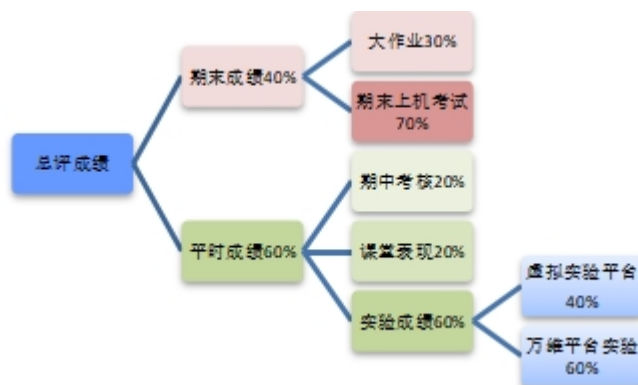 总评成绩
期末成绩40%
大作业30%
期末上机考试
70%
平时成绩60%
期中考核20%
课堂表现20%
实验成绩60%
虚拟实验平台
40%
万维平台实验
60%